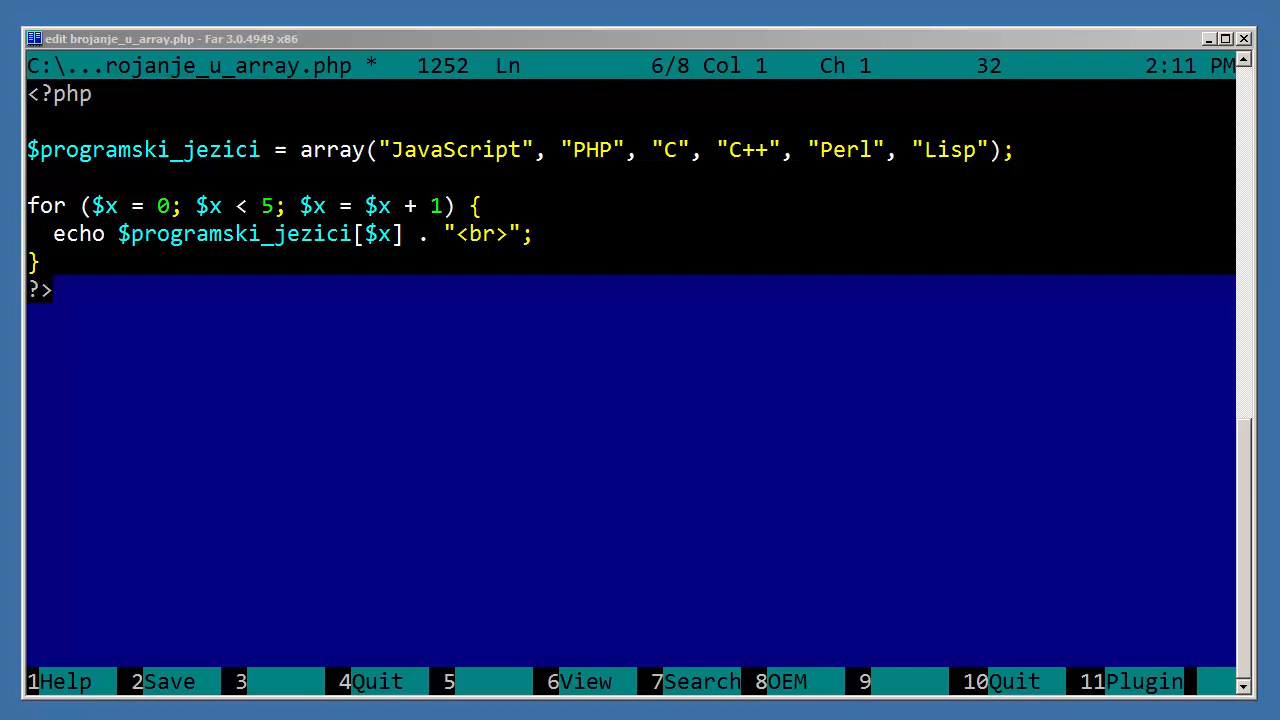 edit brojanje_u_array.php - Far 3.0.4949 x86
C:\...rojanje_u_array.php * 1252 Ln 6/8 Col 1 Ch 1 32 2:11 PM
<?php
$programski_jezici = array("JavaScript", "PHP", "C", "C++", "Perl", "Lisp");
for ($x = 0; $x < 5; $x = $x + 1) {
  echo $programski_jezici[$x] . "<br>";
}
?>
1Help 2Save 3 4Quit 5 6View 7Search 8OEM 9 10Quit 11Plugin